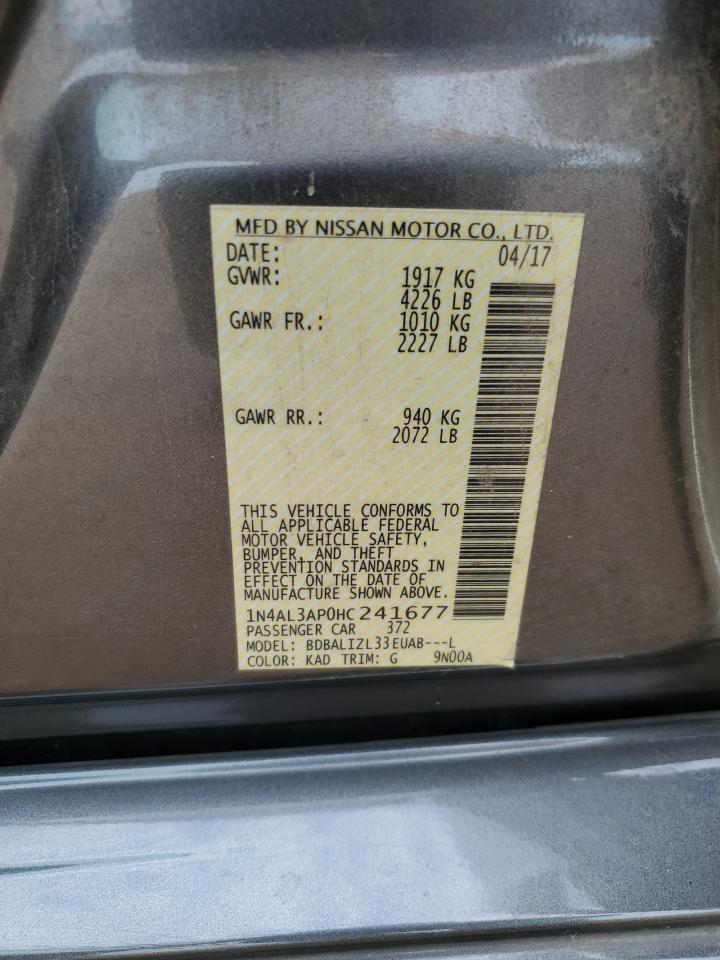 MFD BY NISSAN MOTOR CO., LTD.
DATE: 04/17
GVWR: 1917 KG
4226 LB
GAWR FR.: 1010 KG
2227 LB
GAWR RR.: 940 KG
2072 LB
THIS VEHICLE CONFORMS TO
ALL APPLICABLE FEDERAL
MOTOR VEHICLE SAFETY,
BUMPER, AND THEFT
PREVENTION STANDARDS IN
EFFECT ON THE DATE OF
MANUFACTURE SHOWN ABOVE.
1N4AL3AP0HC241677
PASSENGER CAR 372
MODEL: BDBALIZL33EUAB---L
COLOR: KAD TRIM: G 9N00A